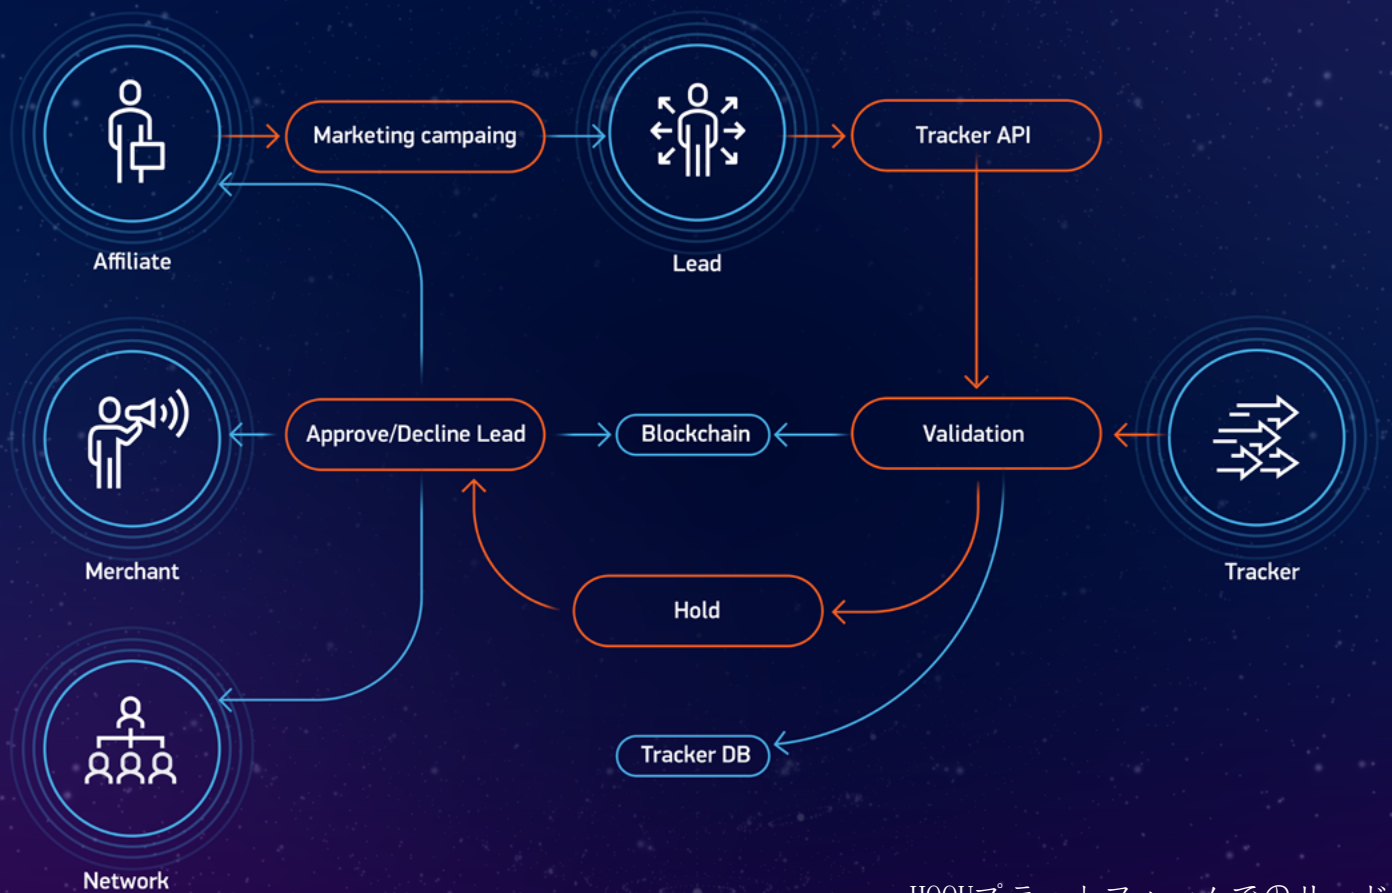 Marketing campaing
Tracker API
Affiliate
Lead
Approve/Decline Lead
Blockchain
Validation
Merchant
Tracker
Hold
Tracker DB
Network